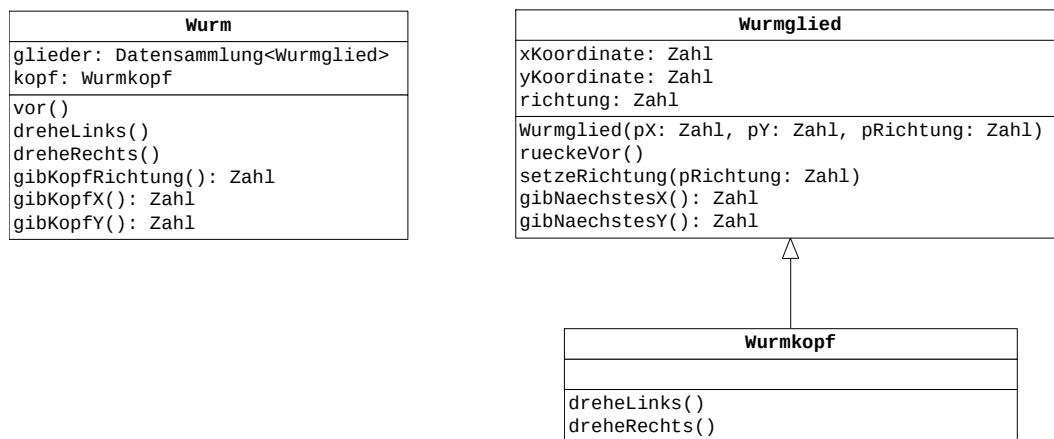 Wurm
glieder: Datensammlung<Wurmglied>
kopf: Wurmkopf
vor()
dreheLinks()
dreheRechts()
gibKopfRichtung(): Zahl
gibKopfX(): Zahl
gibKopfY(): Zahl
Wurmglied
xKoordinate: Zahl
yKoordinate: Zahl
richtung: Zahl
Wurmglied(pX: Zahl, pY: Zahl, pRichtung: Zahl)
rueckeVor()
setzeRichtung(pRichtung: Zahl)
gibNaechstesX(): Zahl
gibNaechstesY(): Zahl
Wurmkopf
dreheLinks()
dreheRechts()